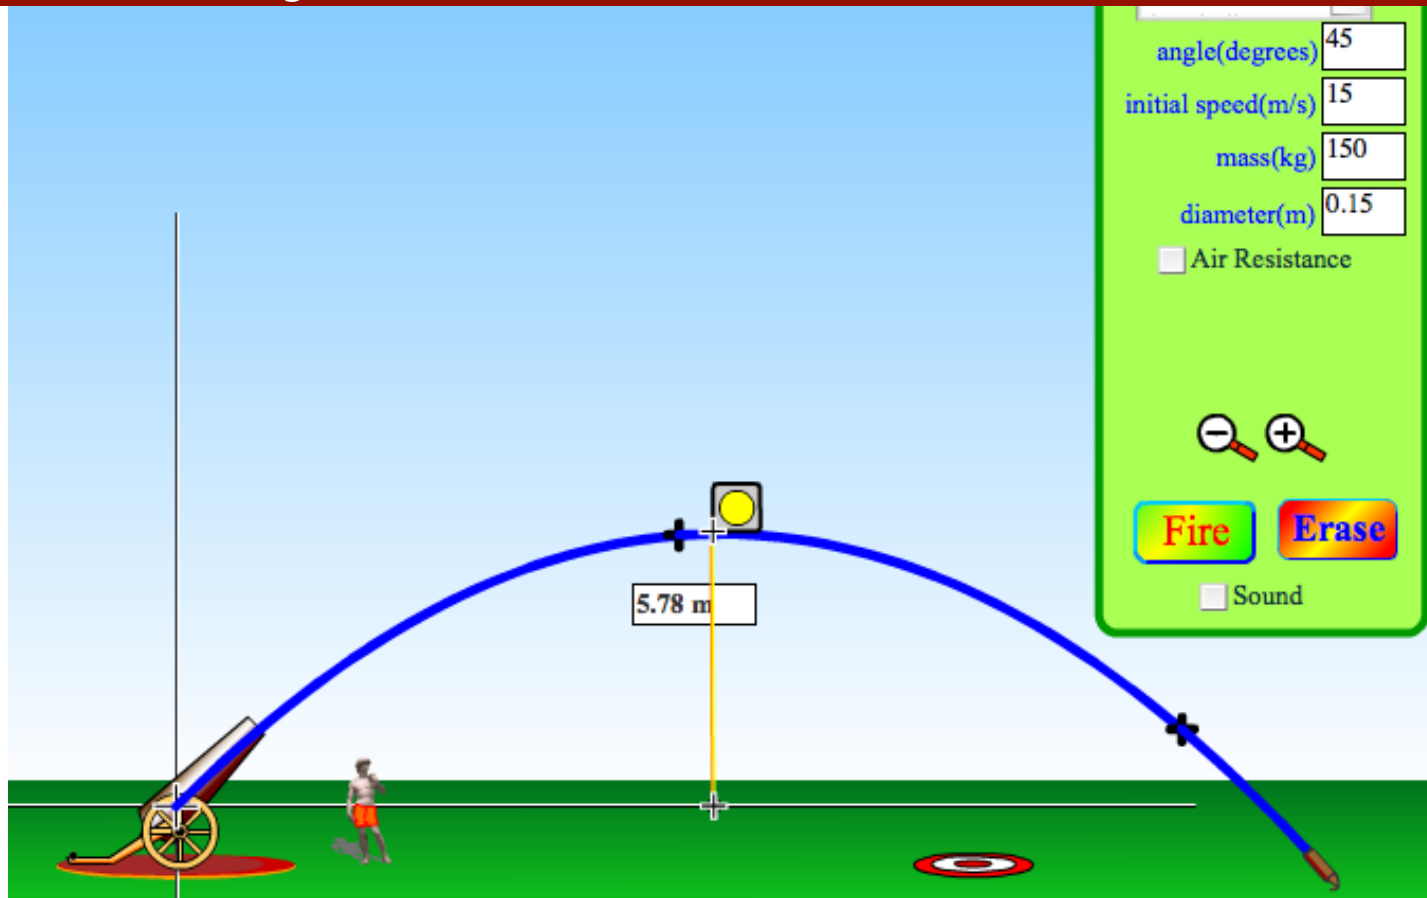 angle(degrees) 45
initial speed(m/s) 15
mass(kg) 150
diameter(m) 0.15
Air Resistance
5.78 m
Fire Erase
Sound